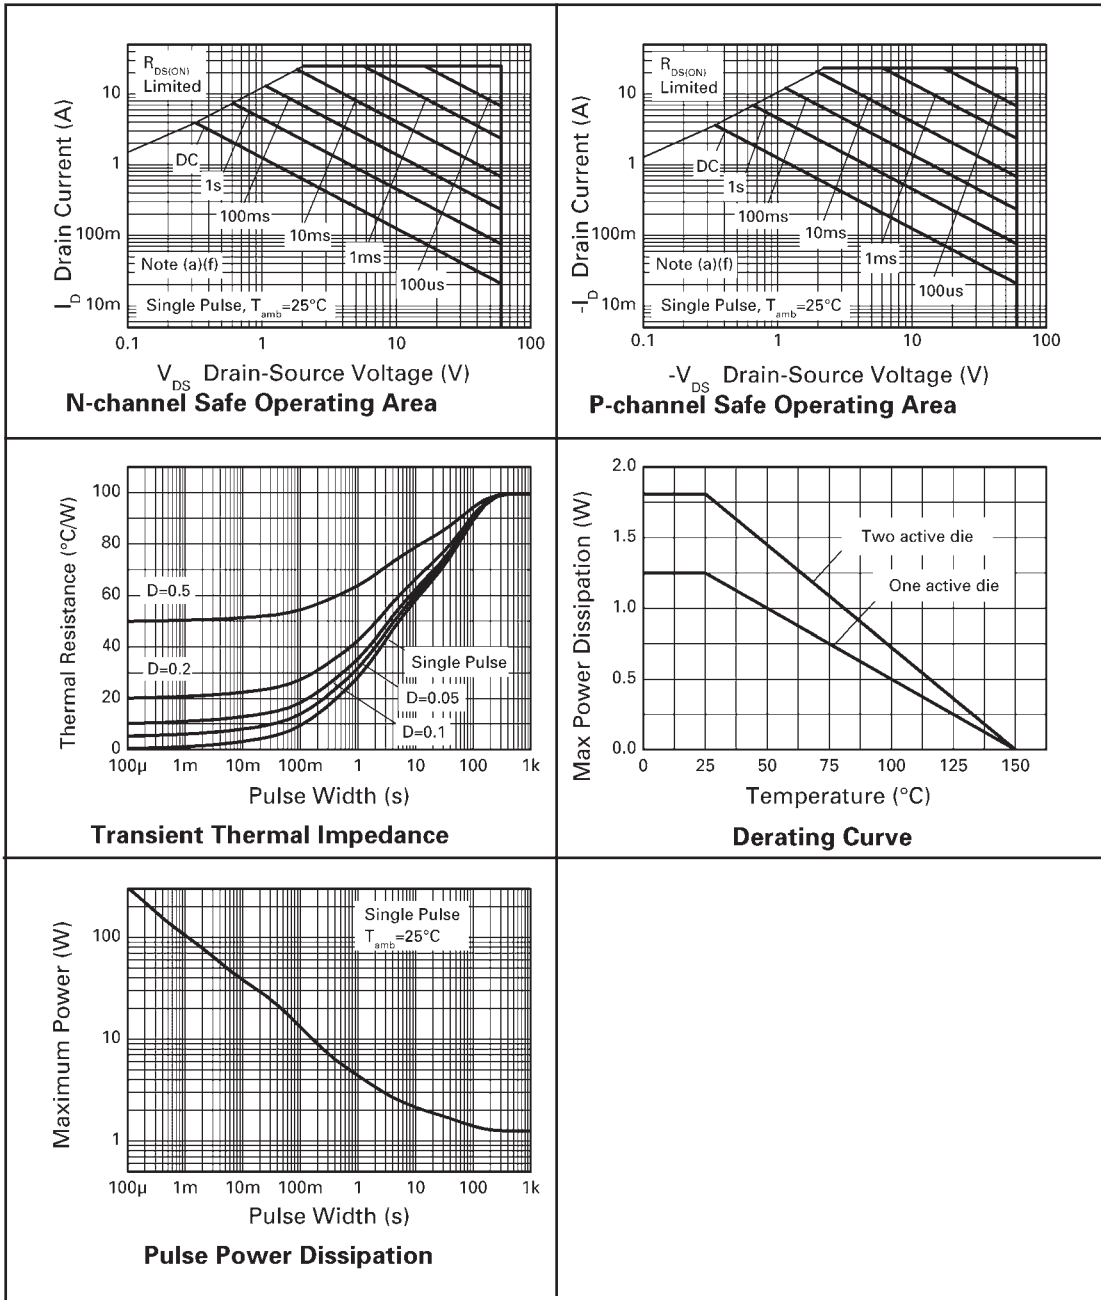 R DS(ON)
Limited
10
1
100m
10m
DC
1s
100ms
10ms
1ms
100us
Note (a)(f)
Single Pulse, Tamb=25°C
0.1 1 10 100
ID Drain Current (A)
VDS Drain-Source Voltage (V)
N-channel Safe Operating Area
R DS(ON)
Limited
10
1
100m
10m
DC
1s
100ms
10ms
1ms
100us
Note (a)(f)
Single Pulse, Tamb=25°C
0.1 1 10 100
-ID Drain Current (A)
-VDS Drain-Source Voltage (V)
P-channel Safe Operating Area
100
80
60
40
20
0
D=0.5
D=0.2
Single Pulse
D=0.05
D=0.1
100µ 1m 10m 100m 1 10 100 1k
Thermal Resistance (°C/W)
Pulse Width (s)
Transient Thermal Impedance
2.0
1.5
1.0
0.5
0.0
Two active die
One active die
0 25 50 75 100 125 150
Max Power Dissipation (W)
Temperature (°C)
Derating Curve
100
10
1
Single Pulse
Tamb=25°C
100µ 1m 10m 100m 1 10 100 1k
Maximum Power (W)
Pulse Width (s)
Pulse Power Dissipation